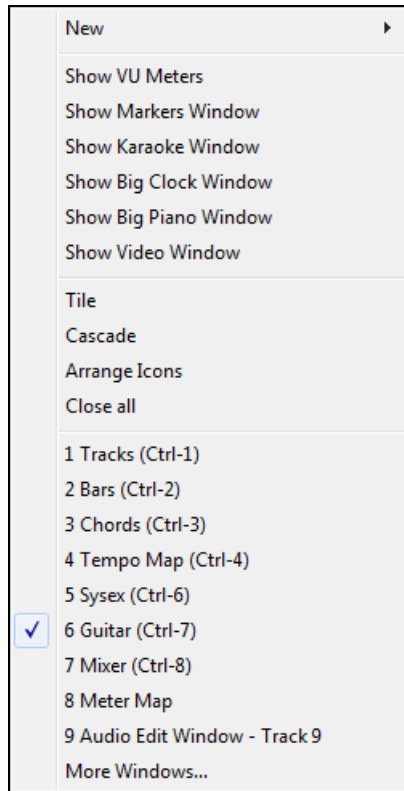 New
Show VU Meters
Show Markers Window
Show Karaoke Window
Show Big Clock Window
Show Big Piano Window
Show Video Window
Tile
Cascade
Arrange Icons
Close all
1 Tracks (Ctrl-1)
2 Bars (Ctrl-2)
3 Chords (Ctrl-3)
4 Tempo Map (Ctrl-4)
5 Sysex (Ctrl-6)
6 Guitar (Ctrl-7)
7 Mixer (Ctrl-8)
8 Meter Map
9 Audio Edit Window - Track 9
More Windows...